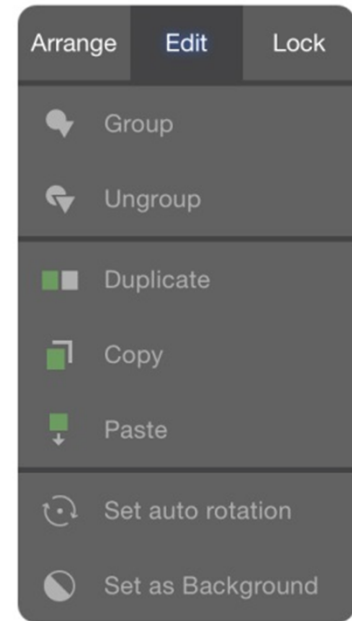 Arrange Edit Lock
Group
Ungroup
Duplicate
Copy
Paste
Set auto rotation
Set as Background